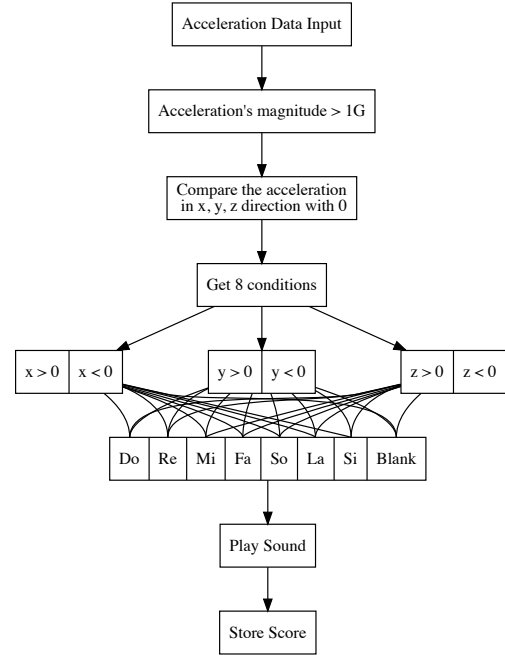 Acceleration Data Input
Acceleration's magnitude > 1G
Compare the acceleration
in x, y, z direction with 0
Get 8 conditions
x > 0 x < 0 y > 0 y < 0 z > 0 z < 0
Do Re Mi Fa So La Si Blank
Play Sound
Store Score